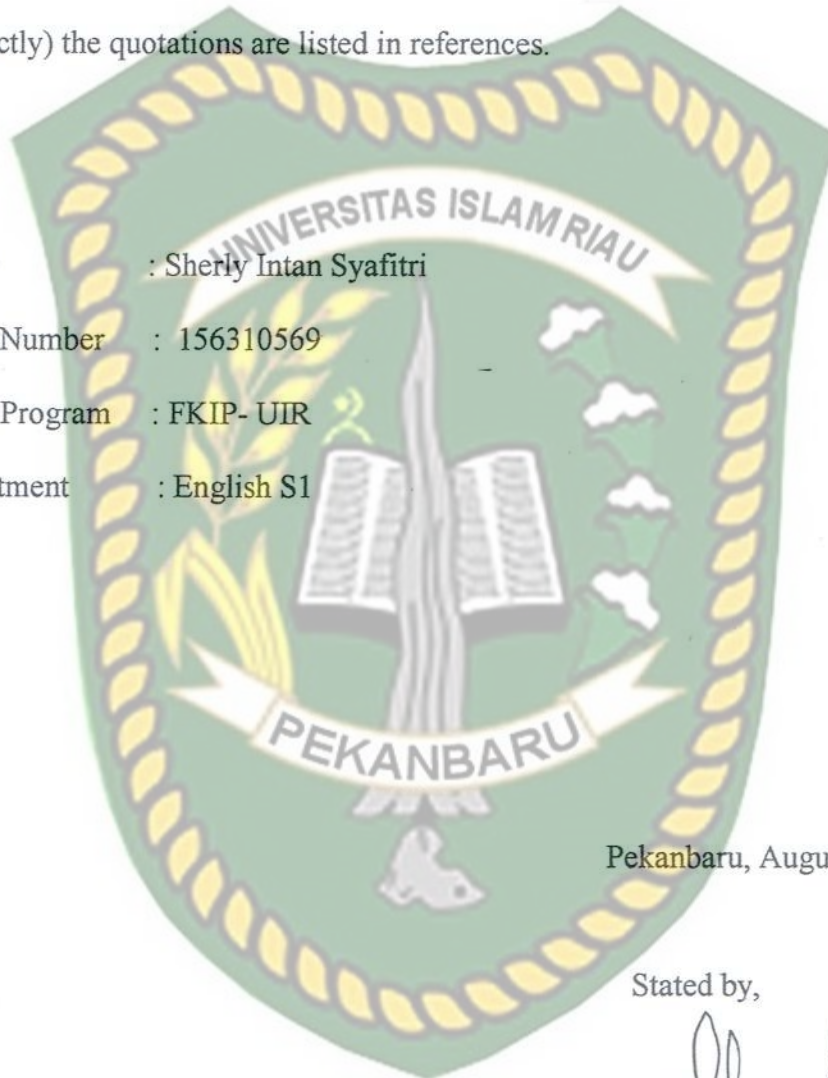 ctly) the quotations are listed in references.
UNIVERSITAS ISLAM RIAU
: Sherly Intan Syafitri
Number : 156310569
Program : FKIP- UIR
tment : English S1
PEKANBARU
Pekanbaru, Augu
Stated by,